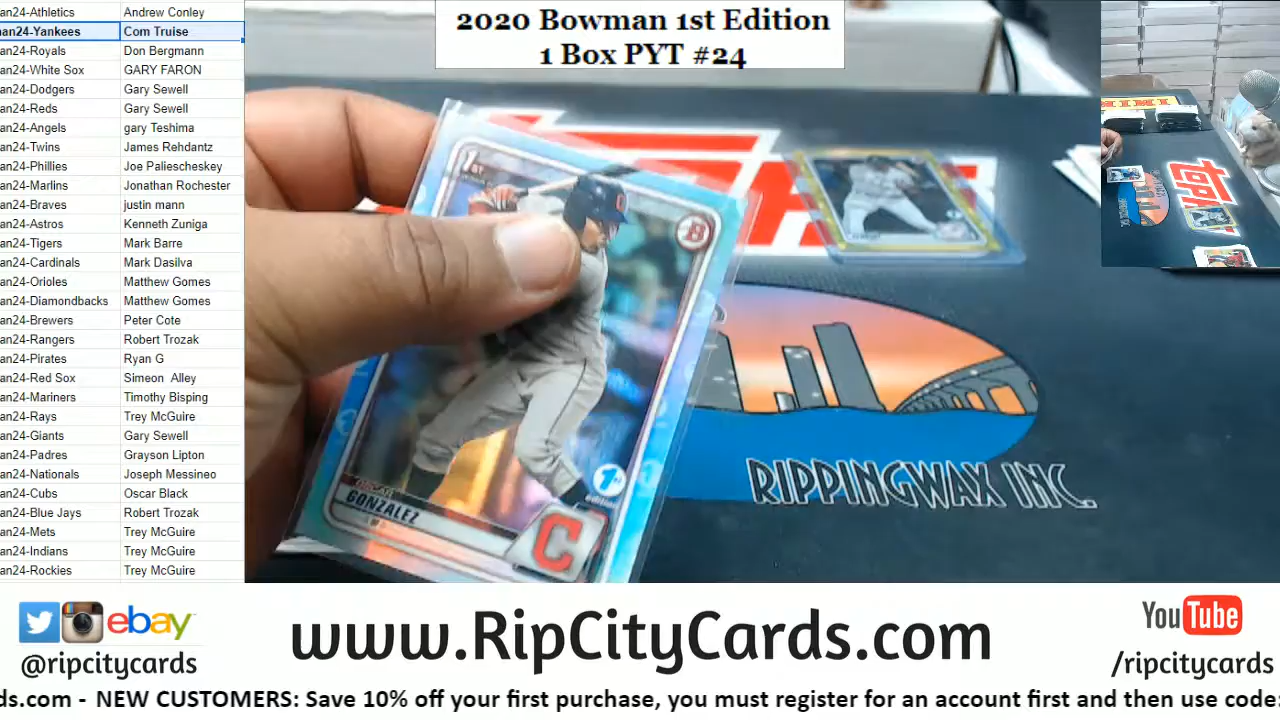 an24-Athletics Andrew Conley
an24-Yankees Com Truise
an24-Royals Don Bergmann
an24-White Sox GARY FARON
an24-Dodgers Gary Sewell
an24-Reds Gary Sewell
an24-Angels gary Teshima
an24-Twins James Rehdantz
an24-Phillies Joe Paliescheskey
an24-Marlins Jonathan Rochester
an24-Braves justin mann
an24-Astros Kenneth Zuniga
an24-Tigers Mark Barre
an24-Cardinals Mark Dasilva
an24-Orioles Matthew Gomes
an24-Diamondbacks Matthew Gomes
an24-Brewers Peter Cote
an24-Rangers Robert Trozak
an24-Pirates Ryan G
an24-Red Sox Simeon Alley
an24-Mariners Timothy Bisping
an24-Rays Trey McGuire
an24-Giants Gary Sewell
an24-Padres Grayson Lipton
an24-Nationals Joseph Messineo
an24-Cubs Oscar Black
an24-Blue Jays Robert Trozak
an24-Mets Trey McGuire
an24-Indians Trey McGuire
an24-Rockies Trey McGuire
2020 Bowman 1st Edition
1 Box PYT #24
1ST
B
1st
edition
GONZALEZ
C
RIPPINGWAX INC.
ebay
@ripcitycards
www.RipCityCards.com
YouTube
/ripcitycards
ds.com - NEW CUSTOMERS: Save 10% off your first purchase, you must register for an account first and then use code: